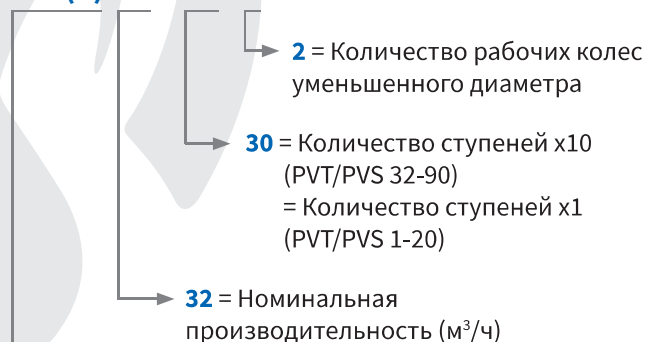 2 = Количество рабочих колес
уменьшенного диаметра
30 = Количество ступеней x10
(PVT/PVS 32-90)
= Количество ступеней x1
(PVT/PVS 1-20)
32 = Номинальная
производительность (м³/ч)